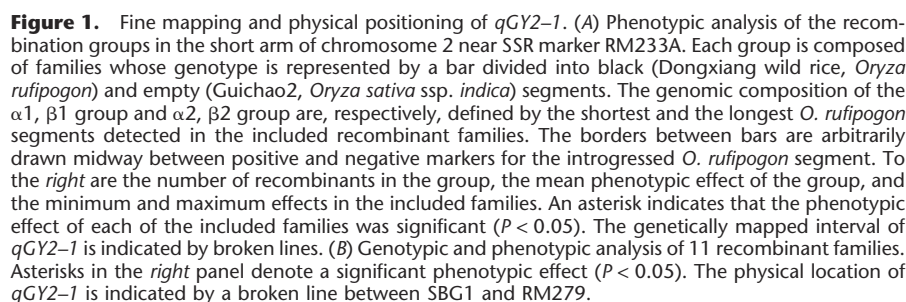 Figure 1. Fine mapping and physical positioning of qGY2–1. (A) Phenotypic analysis of the recom-
bination groups in the short arm of chromosome 2 near SSR marker RM233A. Each group is composed
of families whose genotype is represented by a bar divided into black (Dongxiang wild rice, Oryza
rufipogon) and empty (Guichao2, Oryza sativa ssp. indica) segments. The genomic composition of the
α1, β1 group and α2, β2 group are, respectively, defined by the shortest and the longest O. rufipogon
segments detected in the included recombinant families. The borders between bars are arbitrarily
drawn midway between positive and negative markers for the introgressed O. rufipogon segment. To
the right are the number of recombinants in the group, the mean phenotypic effect of the group, and
the minimum and maximum effects in the included families. An asterisk indicates that the phenotypic
effect of each of the included families was significant (P < 0.05). The genetically mapped interval of
qGY2–1 is indicated by broken lines. (B) Genotypic and phenotypic analysis of 11 recombinant families.
Asterisks in the right panel denote a significant phenotypic effect (P < 0.05). The physical location of
qGY2–1 is indicated by a broken line between SBG1 and RM279.